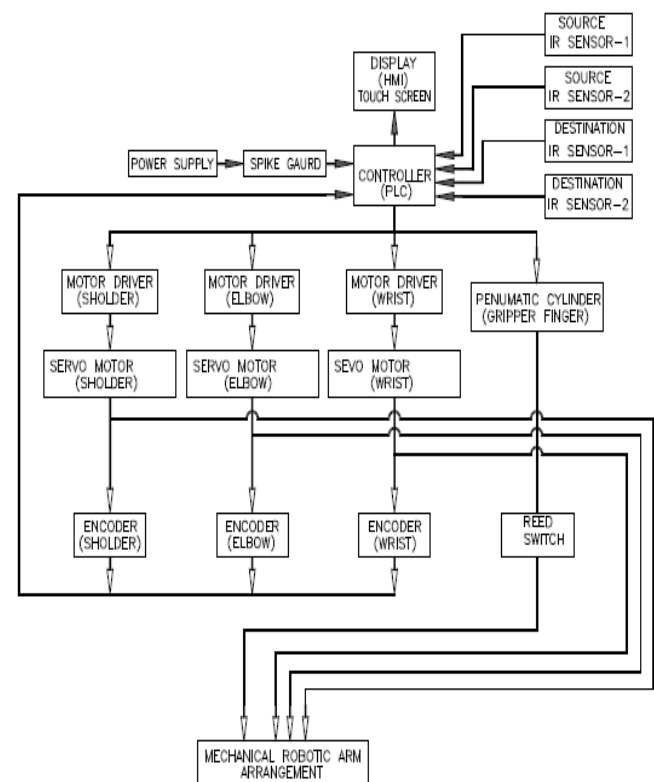 SOURCE
IR SENSOR-1
DISPLAY
(HMI)
TOUCH SCREEN
SOURCE
IR SENSOR-2
DESTINATION
IR SENSOR-1
POWER SUPPLY
SPIKE GAURD
CONTROLLER
(PLC)
DESTINATION
IR SENSOR-2
MOTOR DRIVER
(SHOLDER)
MOTOR DRIVER
(ELBOW)
MOTOR DRIVER
(WRIST)
PENUMATIC CYLINDER
(GRIPPER FINGER)
SERVO MOTOR
(SHOLDER)
SERVO MOTOR
(ELBOW)
SEVO MOTOR
(WRIST)
ENCODER
(SHOLDER)
ENCODER
(ELBOW)
ENCODER
(WRIST)
REED
SWITCH
MECHANICAL ROBOTIC ARM
ARRANGEMENT